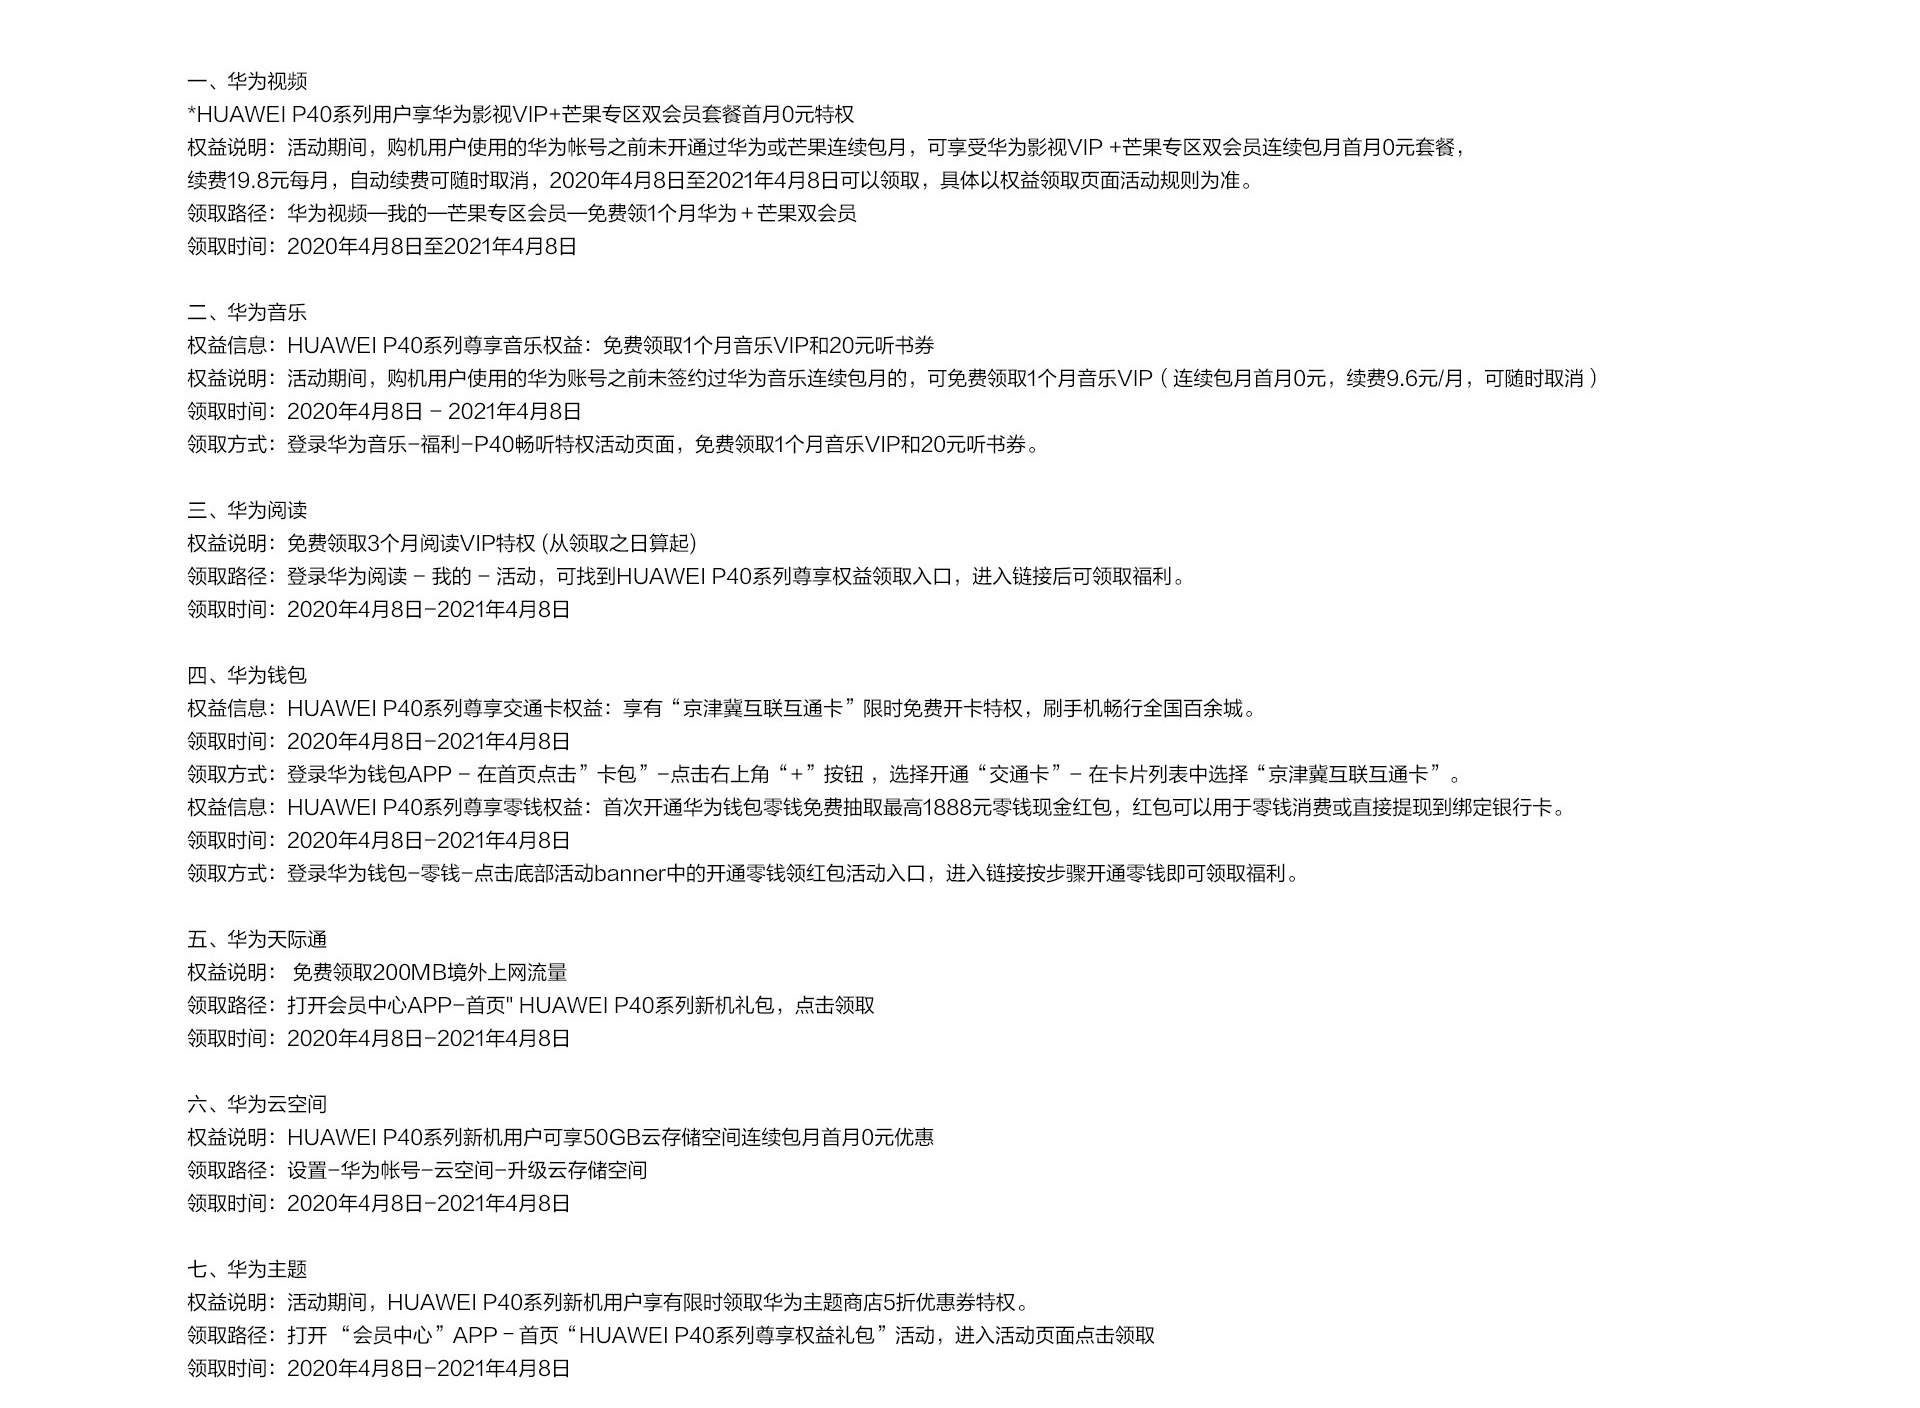 一、华为视频
*HUAWEI P40系列用户享华为影视VIP+芒果专区双会员套餐首月0元特权
权益说明：活动期间，购机用户使用的华为帐号之前未开通过华为或芒果连续包月，可享受华为影视VIP +芒果专区双会员连续包月首月0元套餐，
续费19.8元每月，自动续费可随时取消，2020年4月8日至2021年4月8日可以领取，具体以权益领取页面活动规则为准。
领取路径：华为视频—我的—芒果专区会员—免费领1个月华为＋芒果双会员
领取时间：2020年4月8日至2021年4月8日
二、华为音乐
权益信息：HUAWEI P40系列尊享音乐权益：免费领取1个月音乐VIP和20元听书券
权益说明：活动期间，购机用户使用的华为账号之前未签约过华为音乐连续包月的，可免费领取1个月音乐VIP（连续包月首月0元，续费9.6元/月，可随时取消）
领取时间：2020年4月8日 – 2021年4月8日
领取方式：登录华为音乐–福利–P40畅听特权活动页面，免费领取1个月音乐VIP和20元听书券。
三、华为阅读
权益说明：免费领取3个月阅读VIP特权 (从领取之日算起)
领取路径：登录华为阅读 – 我的 – 活动，可找到HUAWEI P40系列尊享权益领取入口，进入链接后可领取福利。
领取时间：2020年4月8日–2021年4月8日
四、华为钱包
权益信息：HUAWEI P40系列尊享交通卡权益：享有“京津冀互联互通卡”限时免费开卡特权，刷手机畅行全国百余城。
领取时间：2020年4月8日–2021年4月8日
领取方式：登录华为钱包APP – 在首页点击”卡包”–点击右上角“+”按钮 ，选择开通“交通卡”– 在卡片列表中选择“京津冀互联互通卡”。
权益信息：HUAWEI P40系列尊享零钱权益：首次开通华为钱包零钱免费抽取最高1888元零钱现金红包，红包可以用于零钱消费或直接提现到绑定银行卡。
领取时间：2020年4月8日–2021年4月8日
领取方式：登录华为钱包–零钱–点击底部活动banner中的开通零钱领红包活动入口，进入链接按步骤开通零钱即可领取福利。
五、华为天际通
权益说明： 免费领取200MB境外上网流量
领取路径：打开会员中心APP–首页" HUAWEI P40系列新机礼包，点击领取
领取时间：2020年4月8日–2021年4月8日
六、华为云空间
权益说明：HUAWEI P40系列新机用户可享50GB云存储空间连续包月首月0元优惠
领取路径：设置–华为帐号–云空间–升级云存储空间
领取时间：2020年4月8日–2021年4月8日
七、华为主题
权益说明：活动期间，HUAWEI P40系列新机用户享有限时领取华为主题商店5折优惠券特权。
领取路径：打开 “会员中心”APP – 首页“HUAWEI P40系列尊享权益礼包”活动，进入活动页面点击领取
领取时间：2020年4月8日–2021年4月8日